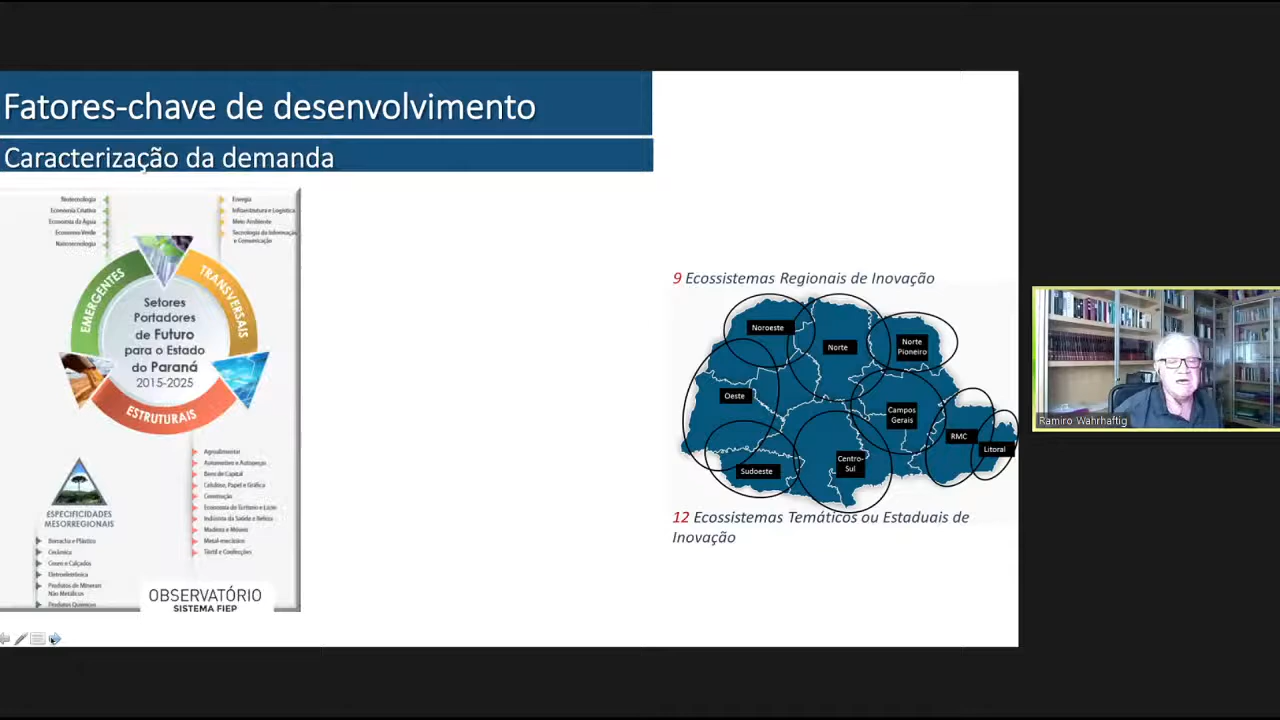 Fatores-chave de desenvolvimento
Caracterização da demanda
Biotecnologia
Economia Criativa
Economia da Água
Economia Verde
Nanotecnologia
Energia
Infraestrutura e Logística
Meio Ambiente
Tecnologia da Informação
e Comunicação
EMERGENTES
TRANSVERSAIS
ESTRUTURAIS
Setores
Portadores
de Futuro
para o Estado
do Paraná
2015-2025
Agroalimentar
Automotivo e Autopeças
Bens de Capital
Celulose, Papel e Gráfica
Construção
Economia do Turismo e Lazer
Indústria da Saúde e Beleza
Madeira e Móveis
Metal-mecânico
Têxtil e Confecções
ESPECIFICIDADES
MESORREGIONAIS
Borracha e Plástico
Cerâmica
Couro e Calçados
Eletroeletrônica
Produtos de Minerais
Não Metálicos
Produtos Químicos
OBSERVATÓRIO
SISTEMA FIEP
9 Ecossistemas Regionais de Inovação
Noroeste
Norte
Norte
Pioneiro
Oeste
Campos
Gerais
RMC
Litoral
Centro-
Sul
Sudoeste
12 Ecossistemas Temáticos ou Estaduais de
Inovação
Ramiro Wahrhaftig